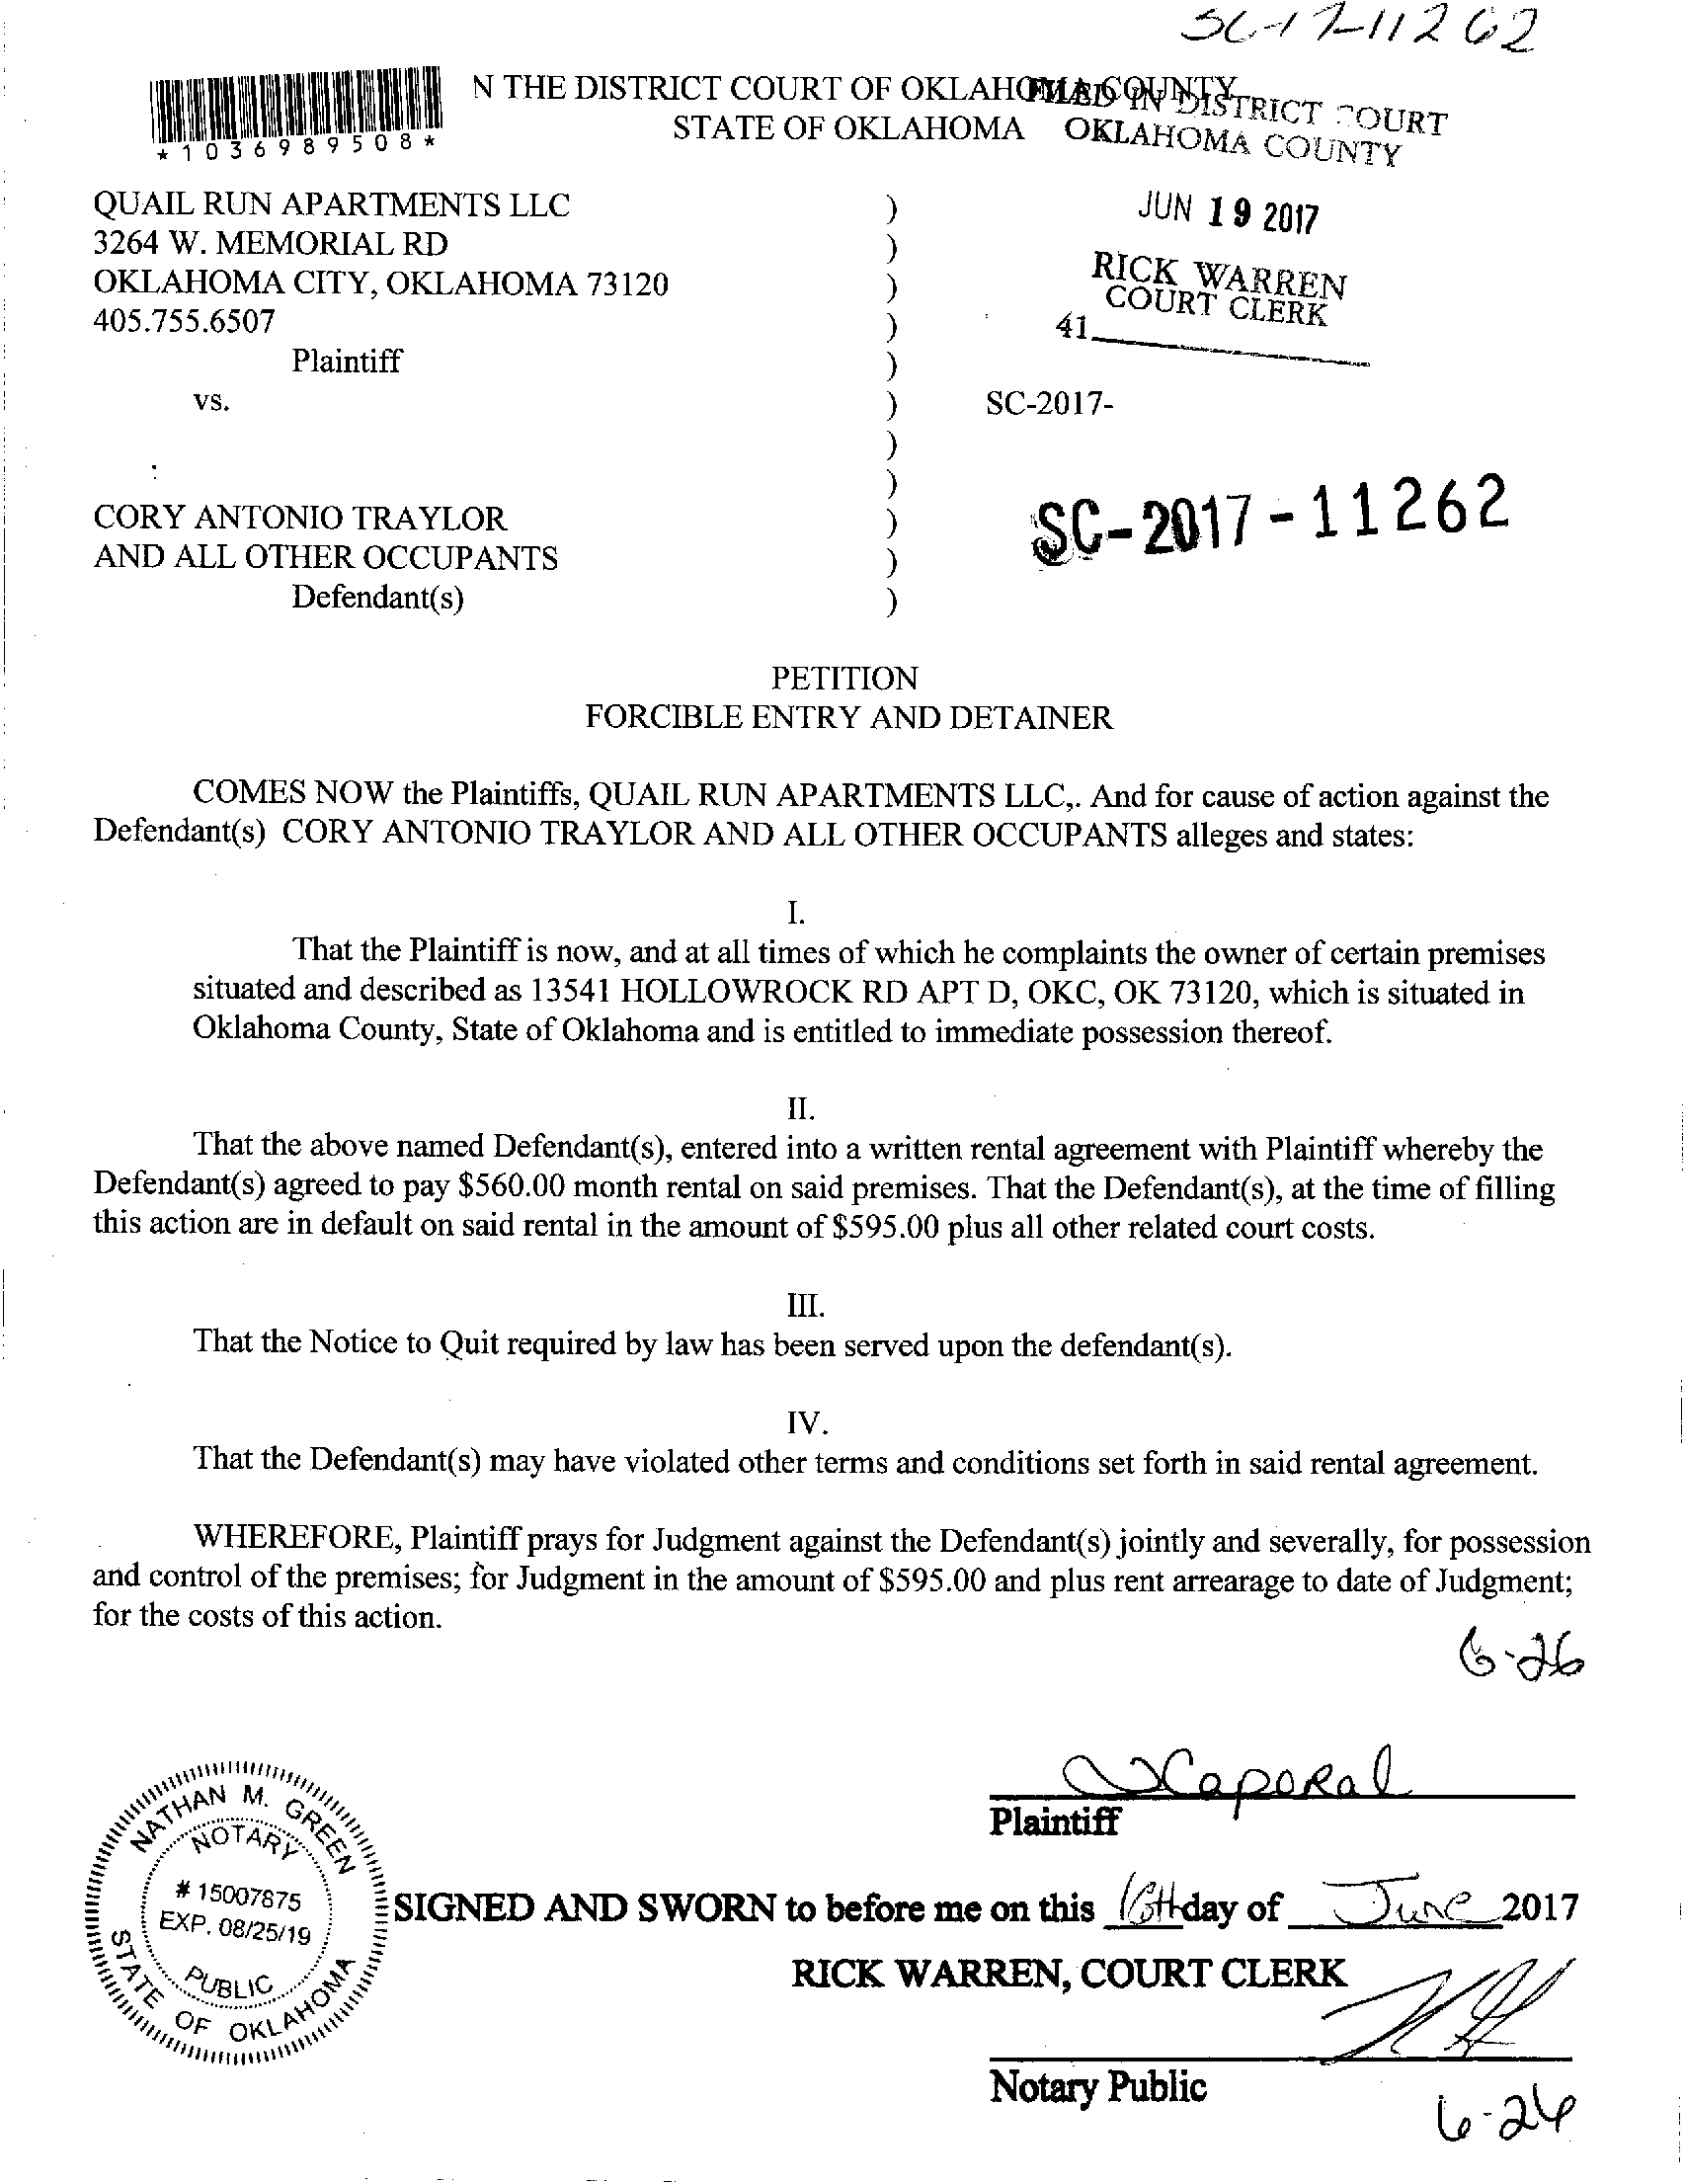 SC-17-11262
N THE DISTRICT COURT OF OKLAHOMA COUNTY
STATE OF OKLAHOMA
FILED IN DISTRICT COURT
OKLAHOMA COUNTY
*1036989508*
JUN 19 2017
RICK WARREN
COURT CLERK
41
QUAIL RUN APARTMENTS LLC )
3264 W. MEMORIAL RD )
OKLAHOMA CITY, OKLAHOMA 73120 )
405.755.6507 )
Plaintiff )
vs. ) SC-2017-
)
)
CORY ANTONIO TRAYLOR ) SC-2017-11262
AND ALL OTHER OCCUPANTS )
Defendant(s) )
PETITION
FORCIBLE ENTRY AND DETAINER
COMES NOW the Plaintiffs, QUAIL RUN APARTMENTS LLC,. And for cause of action against the
Defendant(s) CORY ANTONIO TRAYLOR AND ALL OTHER OCCUPANTS alleges and states:
I.
That the Plaintiff is now, and at all times of which he complaints the owner of certain premises
situated and described as 13541 HOLLOWROCK RD APT D, OKC, OK 73120, which is situated in
Oklahoma County, State of Oklahoma and is entitled to immediate possession thereof.
II.
That the above named Defendant(s), entered into a written rental agreement with Plaintiff whereby the
Defendant(s) agreed to pay $560.00 month rental on said premises. That the Defendant(s), at the time of filling
this action are in default on said rental in the amount of $595.00 plus all other related court costs.
III.
That the Notice to Quit required by law has been served upon the defendant(s).
IV.
That the Defendant(s) may have violated other terms and conditions set forth in said rental agreement.
WHEREFORE, Plaintiff prays for Judgment against the Defendant(s) jointly and severally, for possession
and control of the premises; for Judgment in the amount of $595.00 and plus rent arrearage to date of Judgment;
for the costs of this action.
6-26
Caporal
Plaintiff
NATHAN M. GREEN
NOTARY
# 15007875
EXP. 08/25/19
PUBLIC
STATE OF OKLAHOMA
SIGNED AND SWORN to before me on this 16th day of June 2017
RICK WARREN, COURT CLERK
Notary Public
6-26